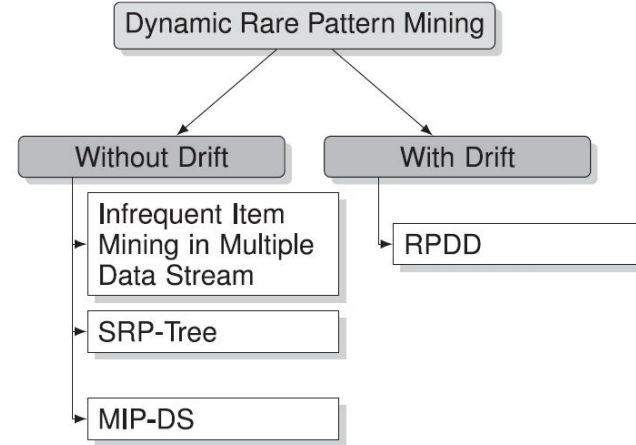 Dynamic Rare Pattern Mining
Without Drift
With Drift
Infrequent Item
Mining in Multiple
Data Stream
RPDD
SRP-Tree
MIP-DS